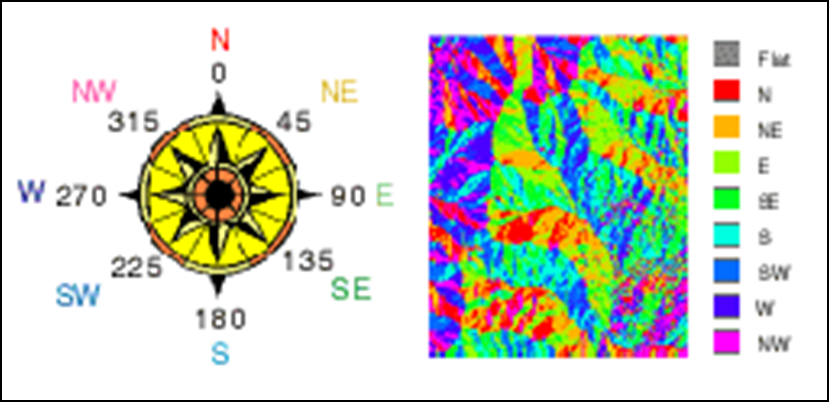 N
0
NW
NE
315
45
W 270
90 E
225
135
SW
SE
180
S
Flat
N
NE
E
SE
S
SW
W
NW